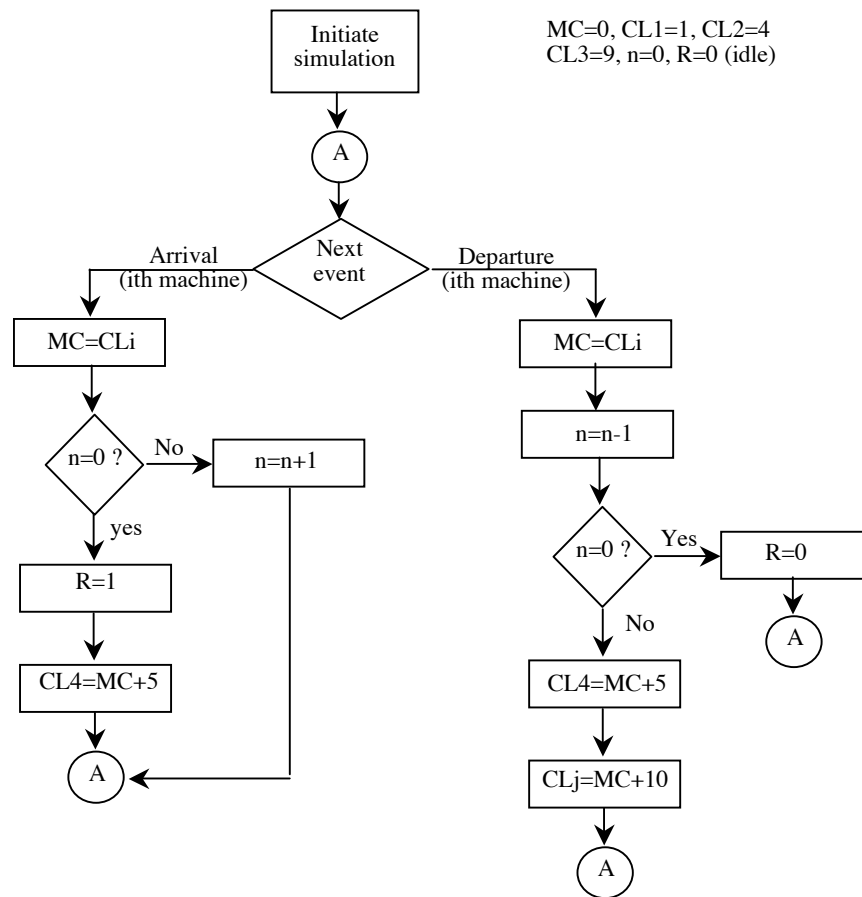 Initiate
simulation
MC=0, CL1=1, CL2=4
CL3=9, n=0, R=0 (idle)
A
Next
event
Arrival
(ith machine)
Departure
(ith machine)
MC=CLi
n=0 ?
No
n=n+1
yes
R=1
CL4=MC+5
A
MC=CLi
n=n-1
n=0 ?
Yes
R=0
A
No
CL4=MC+5
CLj=MC+10
A